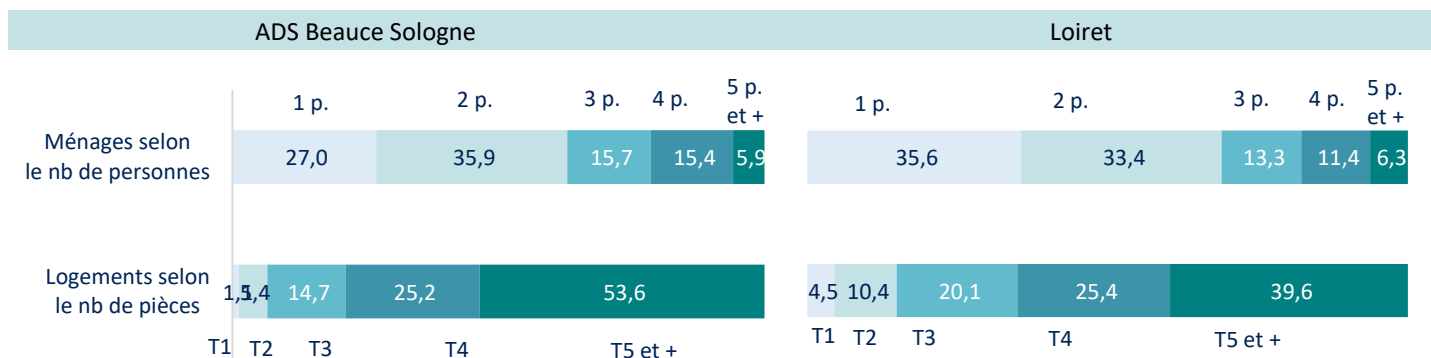 ADS Beauce Sologne
Loiret
1 p. 2 p. 3 p. 4 p. 5 p.
et +
Ménages selon
le nb de personnes
27,0 35,9 15,7 15,4 5,9
1 p. 2 p. 3 p. 4 p. 5 p.
et +
35,6 33,4 13,3 11,4 6,3
Logements selon
le nb de pièces
1,1 5,4 14,7 25,2 53,6
T1 T2 T3 T4 T5 et +
4,5 10,4 20,1 25,4 39,6
T1 T2 T3 T4 T5 et +